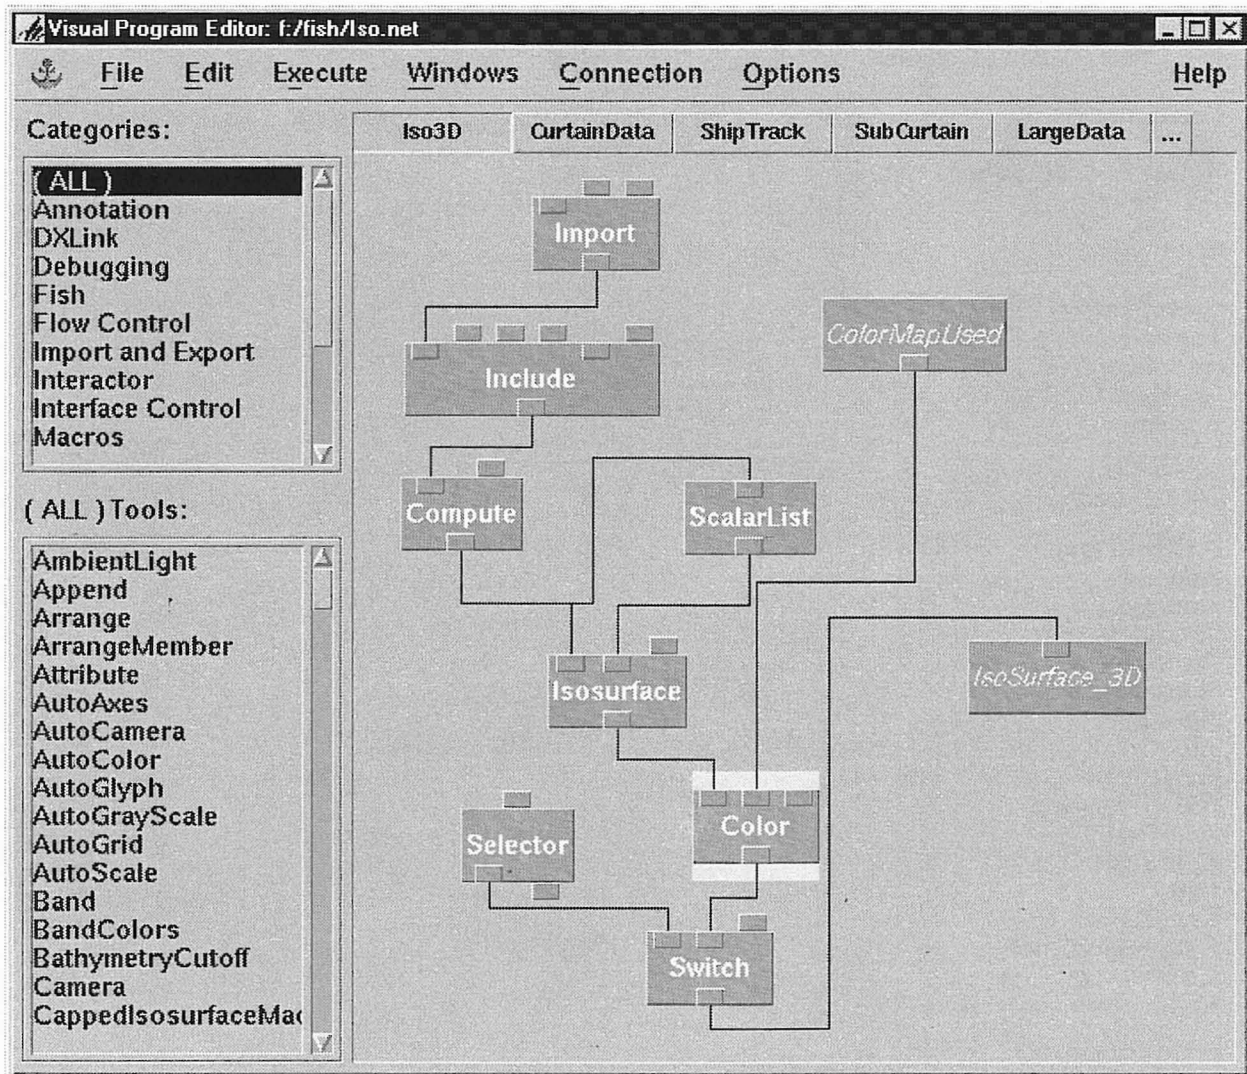 Visual Program Editor: f:/fish/Iso.net
File Edit Execute Windows Connection Options Help
Categories:
(ALL)
Annotation
DXLink
Debugging
Fish
Flow Control
Import and Export
Interactor
Interface Control
Macros
(ALL) Tools:
AmbientLight
Append
Arrange
ArrangeMember
Attribute
AutoAxes
AutoCamera
AutoColor
AutoGlyph
AutoGrayScale
AutoGrid
AutoScale
Band
BandColors
BathymetryCutoff
Camera
CappedIsosurfaceMac
Iso3D CurtainData ShipTrack SubCurtain LargeData ...
Import
ColorMapUsed
Include
Compute
ScalarList
Isosurface
IsoSurface_3D
Color
Selector
Switch